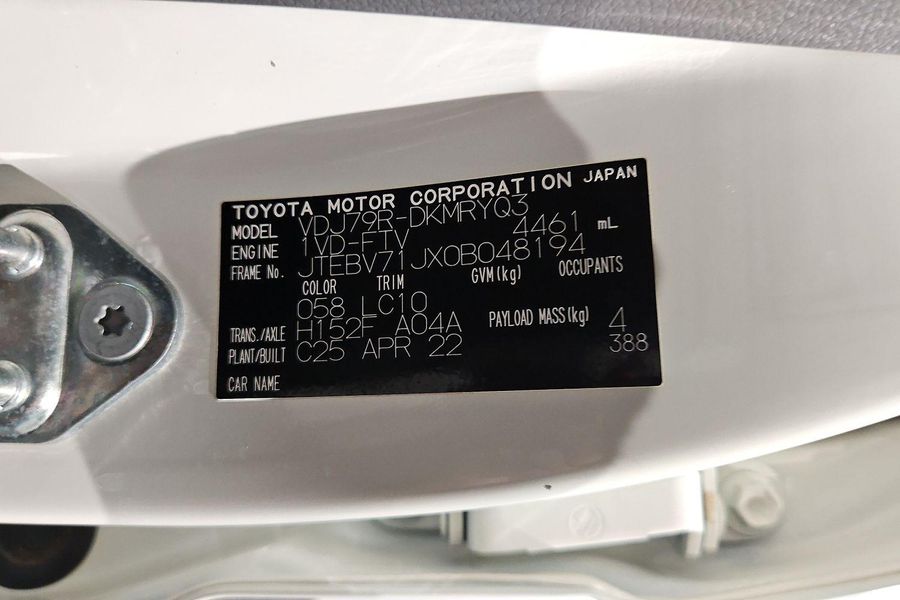 TOYOTA MOTOR CORPORATION JAPAN
MODEL VDJ79R-DKMRYQ3
ENGINE 1VD-FTV 4461 mL
FRAME No. JTEBV71JX0B048194
COLOR TRIM GVM(kg) OCCUPANTS
058 LC10
TRANS./AXLE H152F A04A PAYLOAD MASS(kg) 4
PLANT/BUILT C25 APR 22 388
CAR NAME